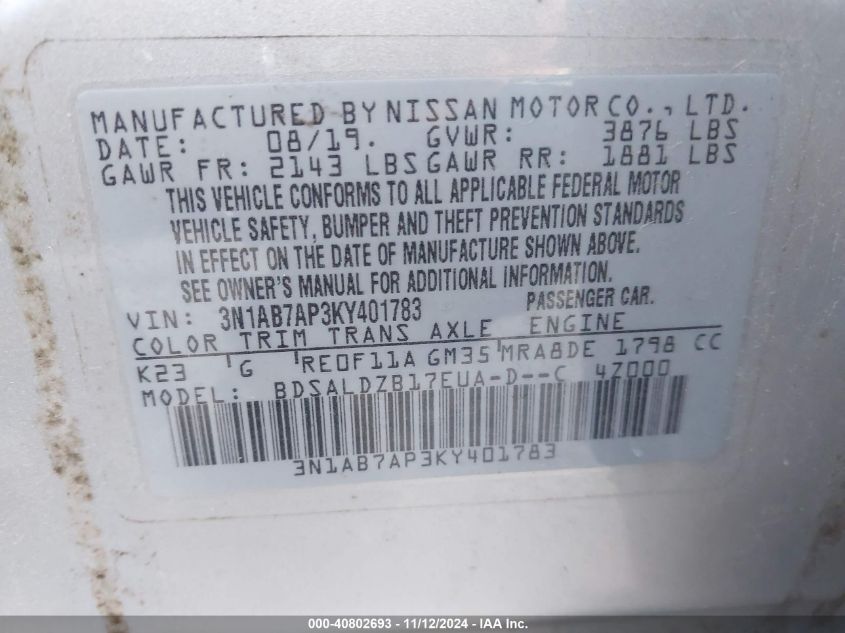 MANUFACTURED BY NISSAN MOTOR CO., LTD.
DATE: 08/19. GVWR: 3876 LBS
GAWR FR: 2143 LBS GAWR RR: 1881 LBS
THIS VEHICLE CONFORMS TO ALL APPLICABLE FEDERAL MOTOR
VEHICLE SAFETY, BUMPER AND THEFT PREVENTION STANDARDS
IN EFFECT ON THE DATE OF MANUFACTURE SHOWN ABOVE.
SEE OWNER'S MANUAL FOR ADDITIONAL INFORMATION.
VIN: 3N1AB7AP3KY401783 PASSENGER CAR.
COLOR TRIM TRANS AXLE ENGINE
K23 G RE0F11A GM35 MRA8DE 1798 CC
MODEL: BDSALDZB17EUA-D--C 4Z000
3N1AB7AP3KY401783
000-40802693 - 11/12/2024 - IAA Inc.